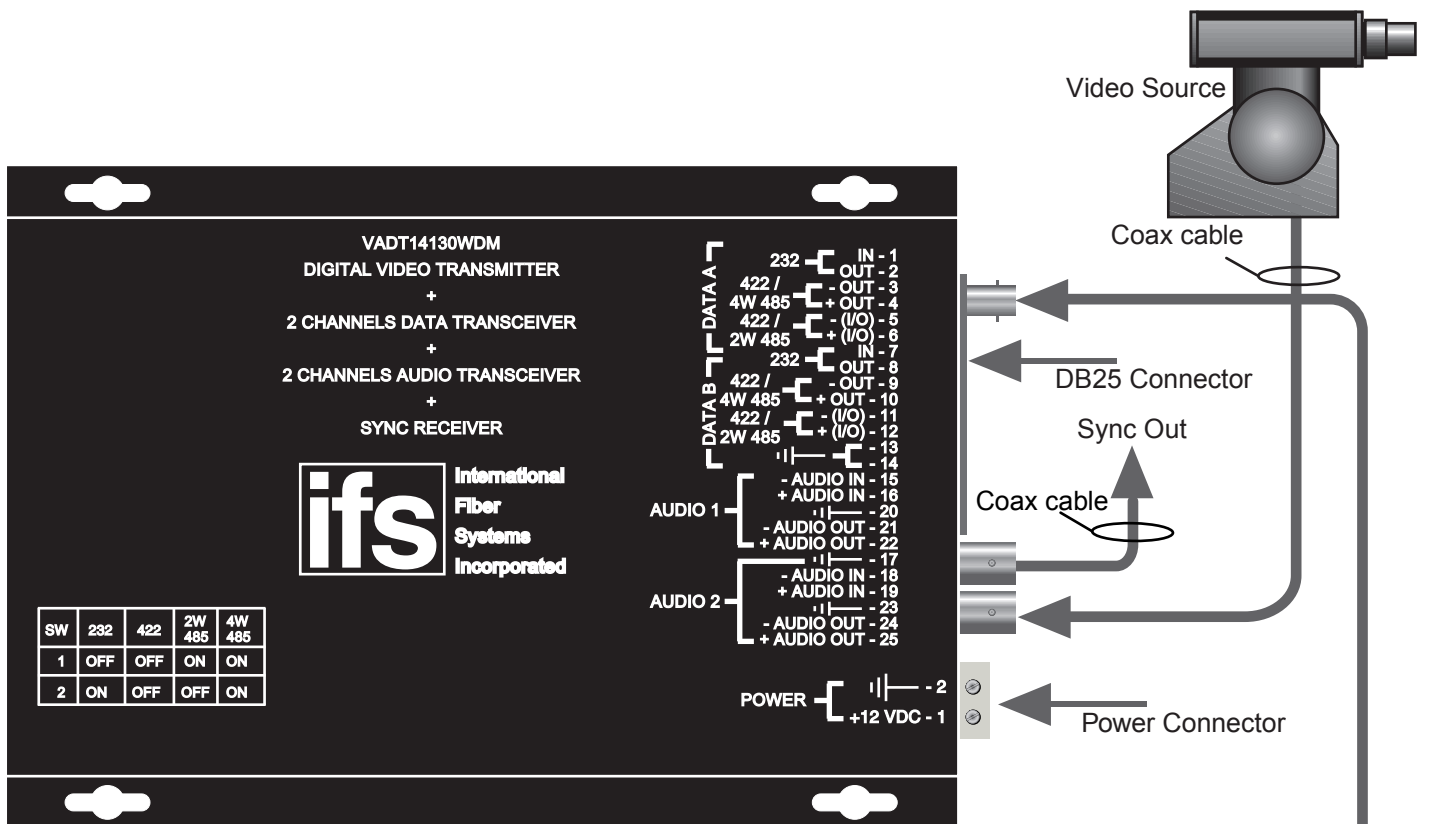 Video Source
Coax cable
VADT14130WDM
DIGITAL VIDEO TRANSMITTER
+
2 CHANNELS DATA TRANSCEIVER
+
2 CHANNELS AUDIO TRANSCEIVER
+
SYNC RECEIVER
ifs
International
Fiber
Systems
Incorporated
SW 232 422 2W 485 4W 485
1 OFF OFF ON ON
2 ON OFF OFF ON
DATA A
232
IN - 1
OUT - 2
422 /
4W 485
- OUT - 3
+ OUT - 4
422 /
2W 485
- (I/O) - 5
+ (I/O) - 6
DATA B
232
IN - 7
OUT - 8
422 /
4W 485
- OUT - 9
+ OUT - 10
422 /
2W 485
- (I/O) - 11
+ (I/O) - 12
- 13
- 14
AUDIO 1
- AUDIO IN - 15
+ AUDIO IN - 16
- 20
- AUDIO OUT - 21
+ AUDIO OUT - 22
AUDIO 2
- 17
- AUDIO IN - 18
+ AUDIO IN - 19
- 23
- AUDIO OUT - 24
+ AUDIO OUT - 25
POWER
- 2
+12 VDC - 1
DB25 Connector
Sync Out
Coax cable
Power Connector